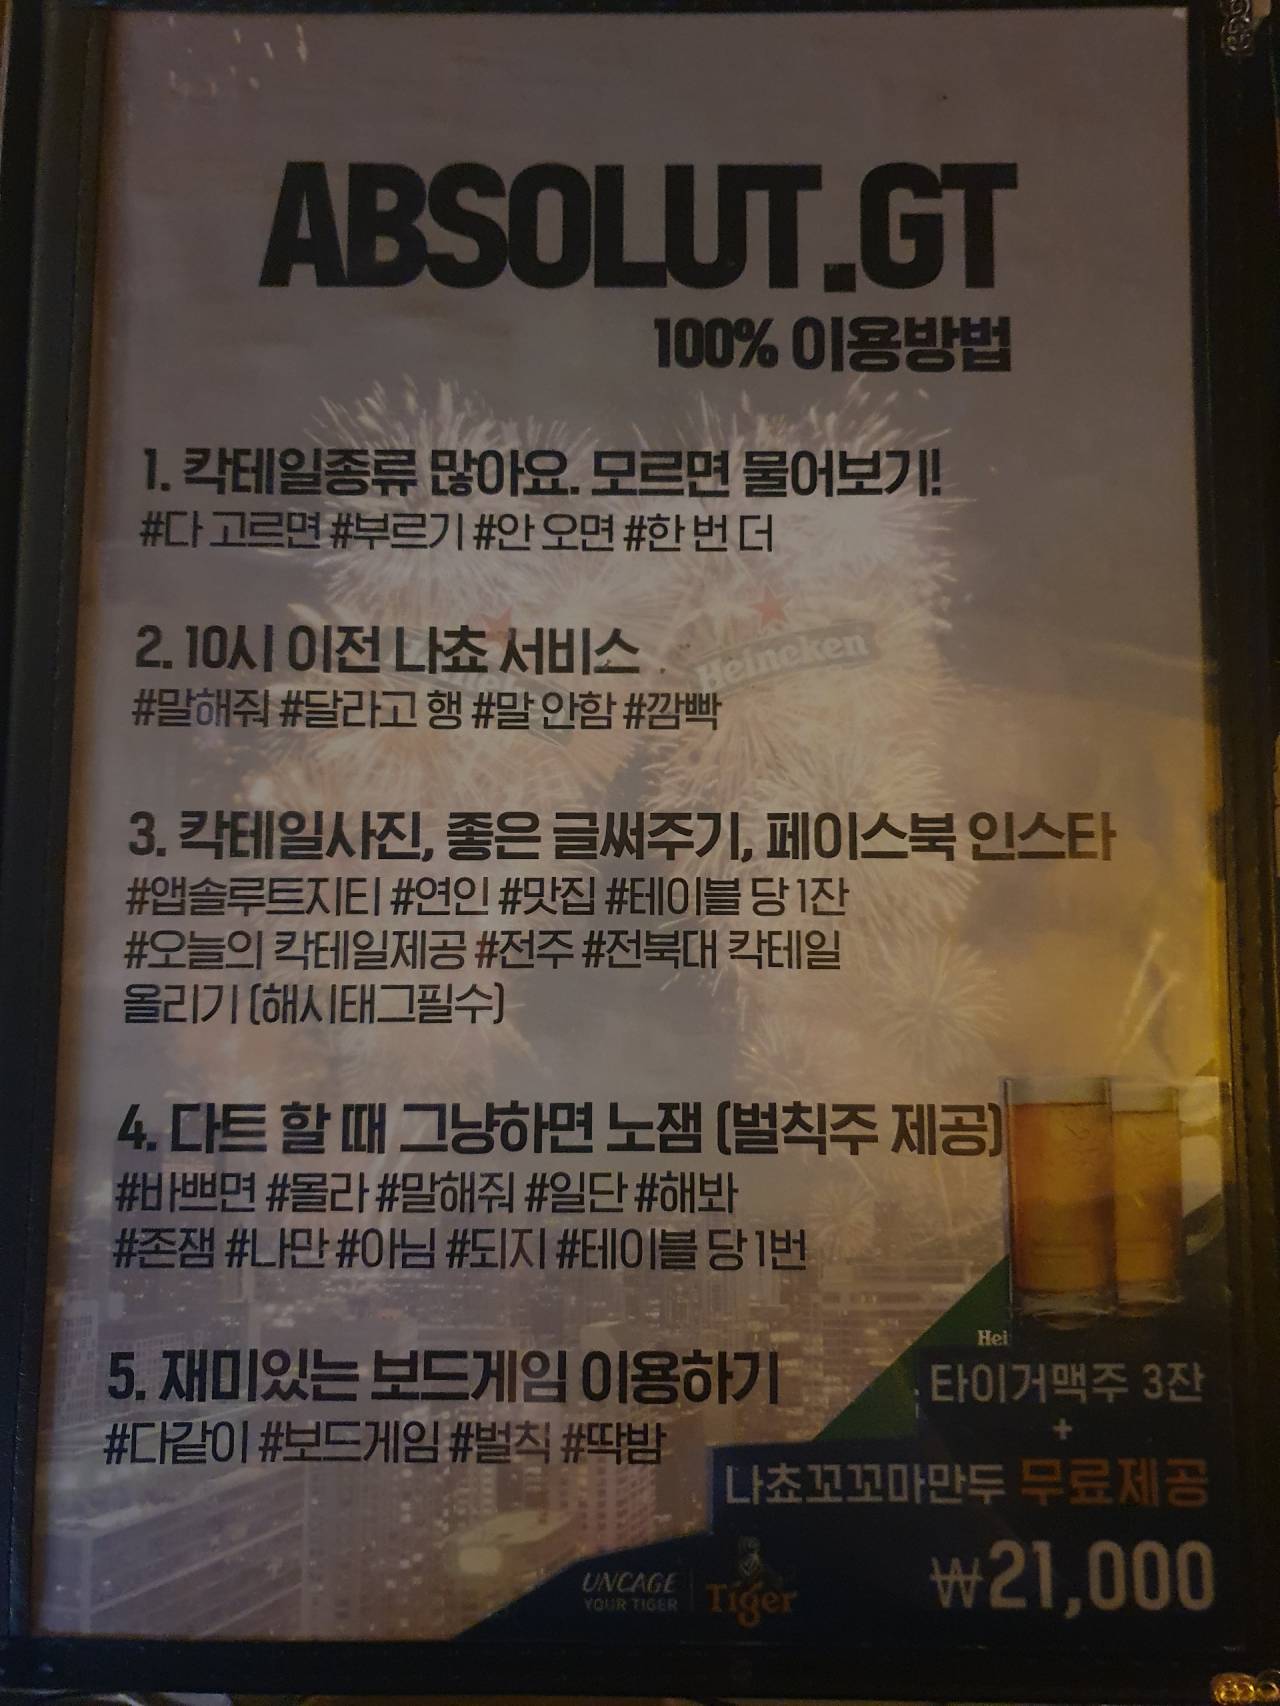 ABSOLUT.GT
100% 이용방법
1. 칵테일종류 많아요. 모르면 물어보기!
#다 고르면 #부르기 #안 오면 #한 번 더
2. 10시 이전 나쵸 서비스
Heineken
#말해줘 #달라고 행 #말 안함 #깜빡
3. 칵테일사진, 좋은 글써주기, 페이스북 인스타
#앱솔루트지티 #연인 #맛집 #테이블 당 1잔
#오늘의 칵테일제공 #전주 #전북대 칵테일
올리기 (해시태그필수)
4. 다트 할 때 그냥하면 노잼 (벌칙주 제공)
#바쁘면 #몰라 #말해줘 #일단 #해봐
#존잼 #나만 #아님 #되지 #테이블 당 1번
5. 재미있는 보드게임 이용하기
#다같이 #보드게임 #벌칙 #딱밤
Hei
타이거맥주 3잔
+
나쵸꼬꼬마만두 무료제공
₩21,000
UNCAGE
YOUR TIGER
Tiger